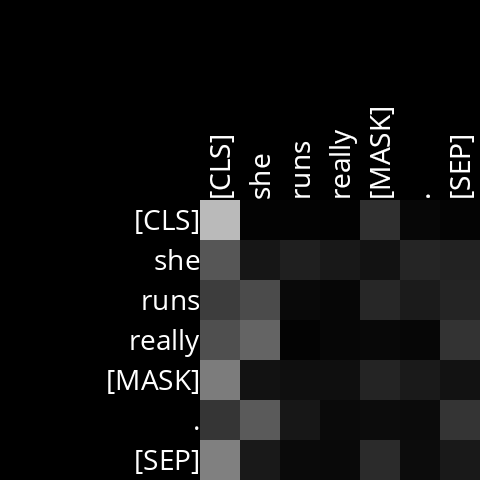 [CLS] she runs really [MASK] . [SEP]
[CLS]
she
runs
really
[MASK]
.
[SEP]